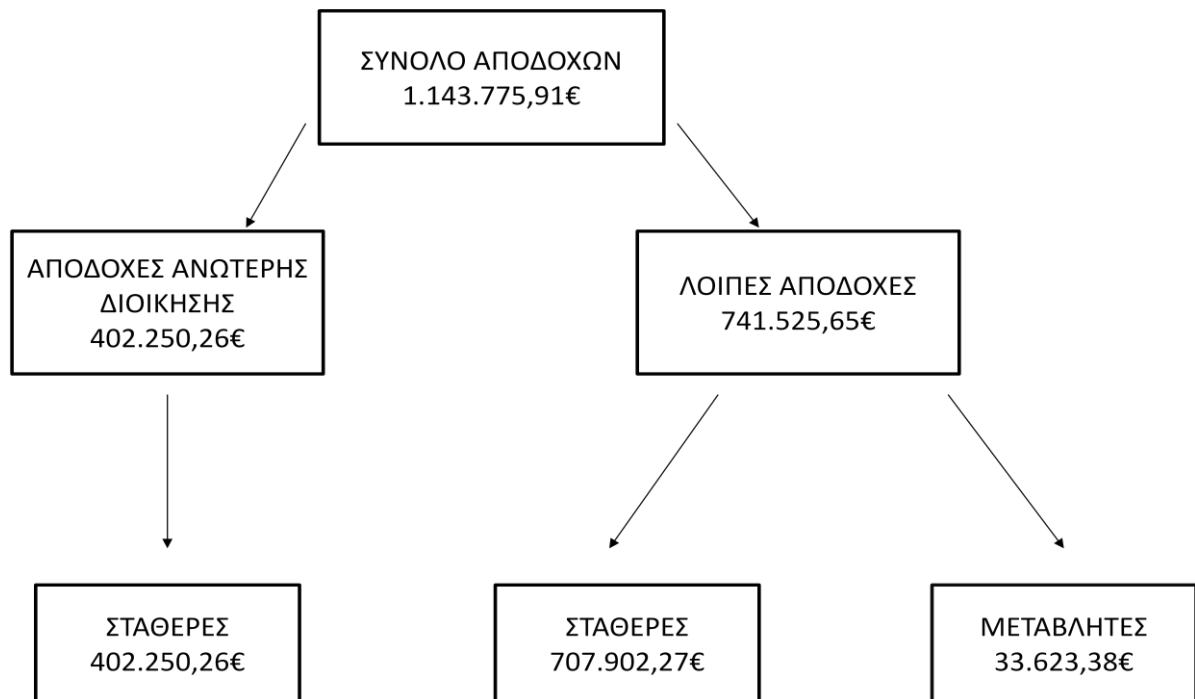 ΣΥΝΟΛΟ ΑΠΟΔΟΧΩΝ
1.143.775,91€
ΑΠΟΔΟΧΕΣ ΑΝΩΤΕΡΗΣ
ΔΙΟΙΚΗΣΗΣ
402.250,26€
ΛΟΙΠΕΣ ΑΠΟΔΟΧΕΣ
741.525,65€
ΣΤΑΘΕΡΕΣ
402.250,26€
ΣΤΑΘΕΡΕΣ
707.902,27€
ΜΕΤΑΒΛΗΤΕΣ
33.623,38€